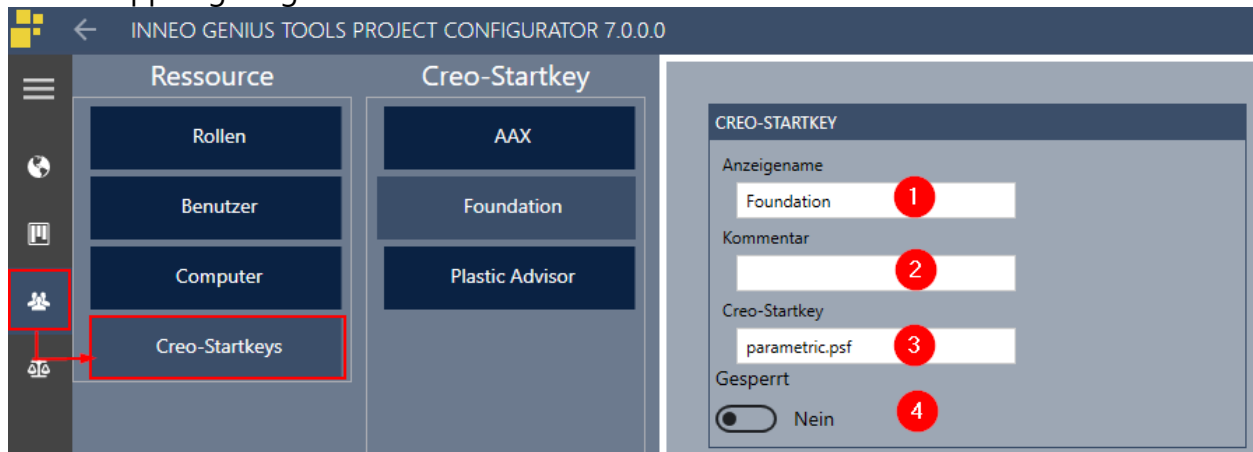 INNEO GENIUS TOOLS PROJECT CONFIGURATOR 7.0.0.0
Ressource
Rollen
Benutzer
Computer
Creo-Startkeys
Creo-Startkey
AAX
Foundation
Plastic Advisor
CREO-STARTKEY
Anzeigename
Foundation 1
Kommentar
2
Creo-Startkey
parametric.psf 3
Gesperrt
Nein 4